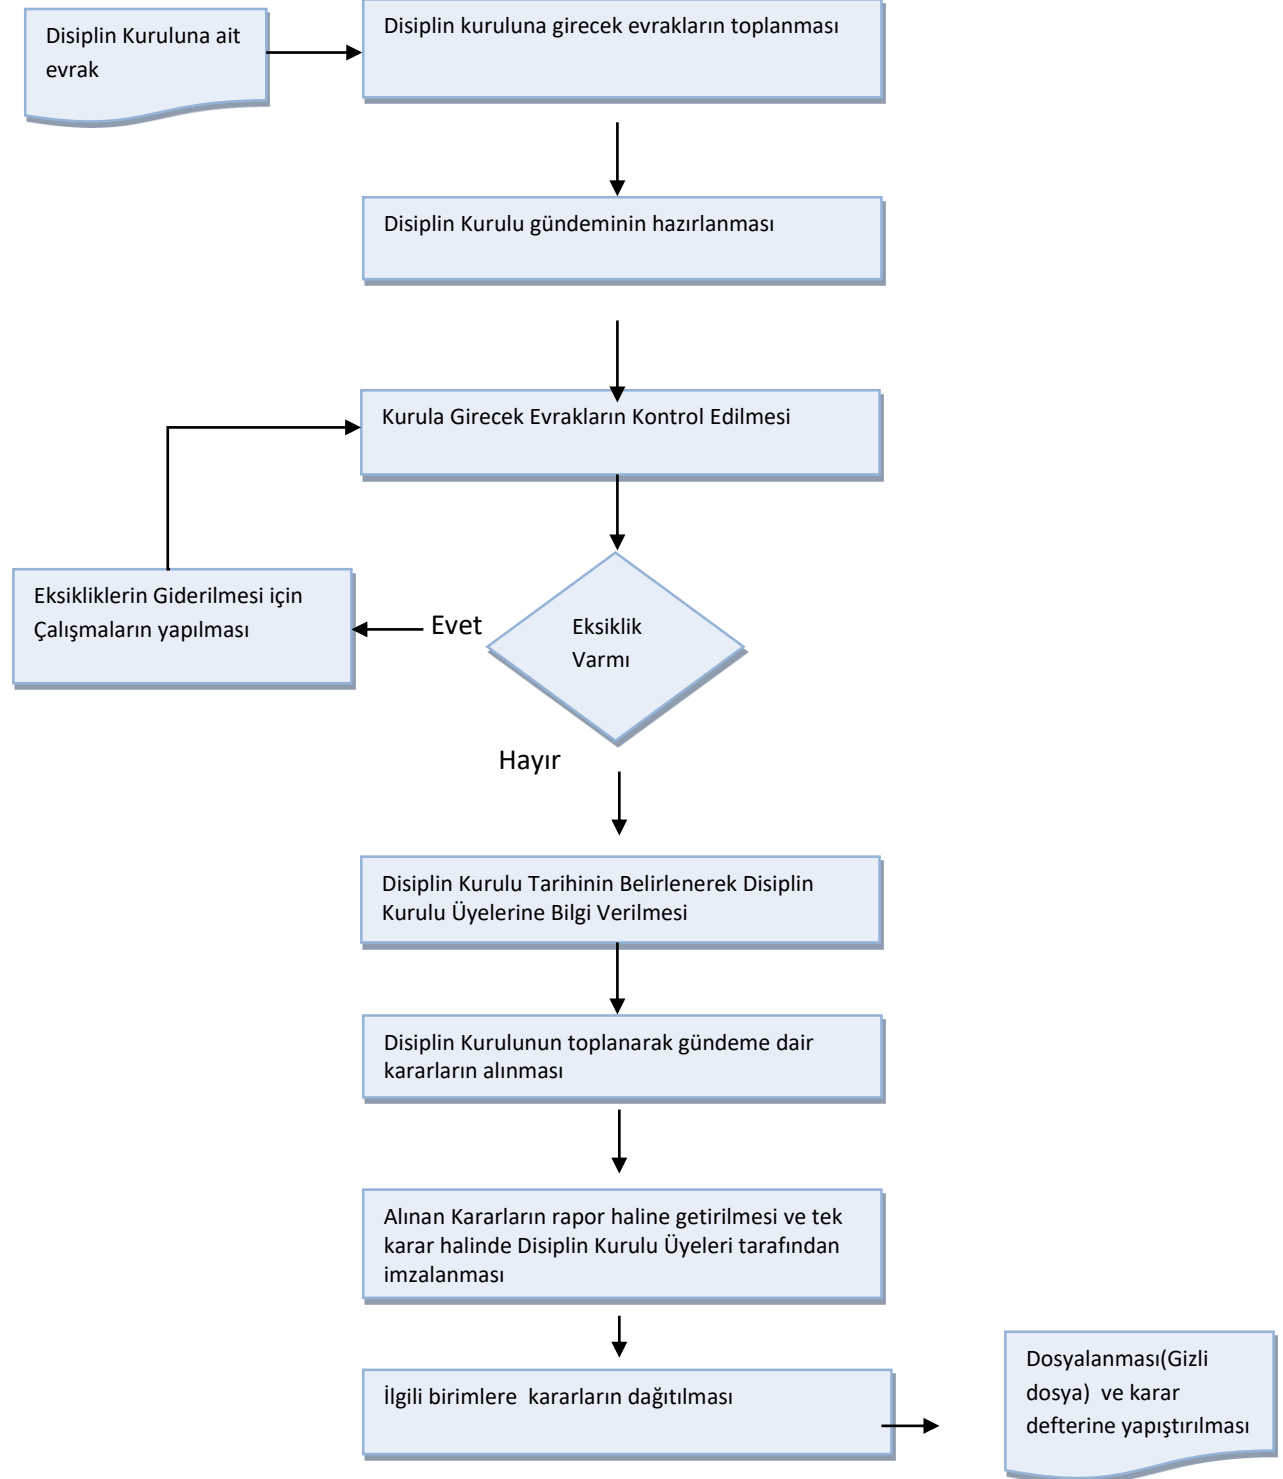 Disiplin Kuruluna ait
evrak
Disiplin kuruluna girecek evrakların toplanması
Disiplin Kurulu gündeminin hazırlanması
Kurula Girecek Evrakların Kontrol Edilmesi
Eksikliklerin Giderilmesi için
Çalışmaların yapılması
Evet
Eksiklik
Varmı
Hayır
Disiplin Kurulu Tarihinin Belirlenerek Disiplin
Kurulu Üyelerine Bilgi Verilmesi
Disiplin Kurulunun toplanarak gündeme dair
kararların alınması
Alınan Kararların rapor haline getirilmesi ve tek
karar halinde Disiplin Kurulu Üyeleri tarafından
imzalanması
İlgili birimlere kararların dağıtılması
Dosyalanması(Gizli
dosya) ve karar
defterine yapıştırılması